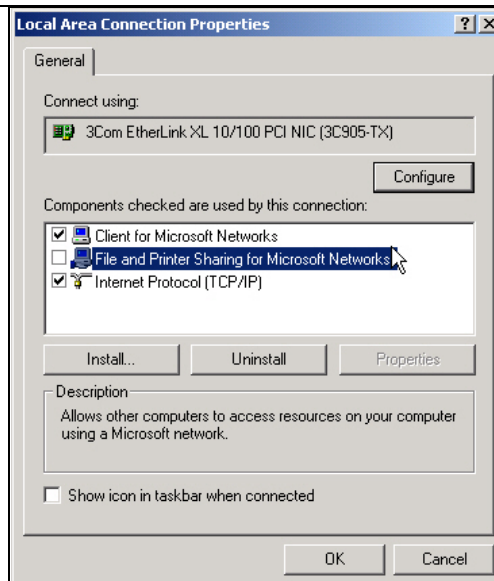 Local Area Connection Properties
General
Connect using:
3Com EtherLink XL 10/100 PCI NIC (3C905-TX)
Configure
Components checked are used by this connection:
Client for Microsoft Networks
File and Printer Sharing for Microsoft Networks
Internet Protocol (TCP/IP)
Install... Uninstall Properties
Description
Allows other computers to access resources on your computer
using a Microsoft network.
Show icon in taskbar when connected
OK Cancel